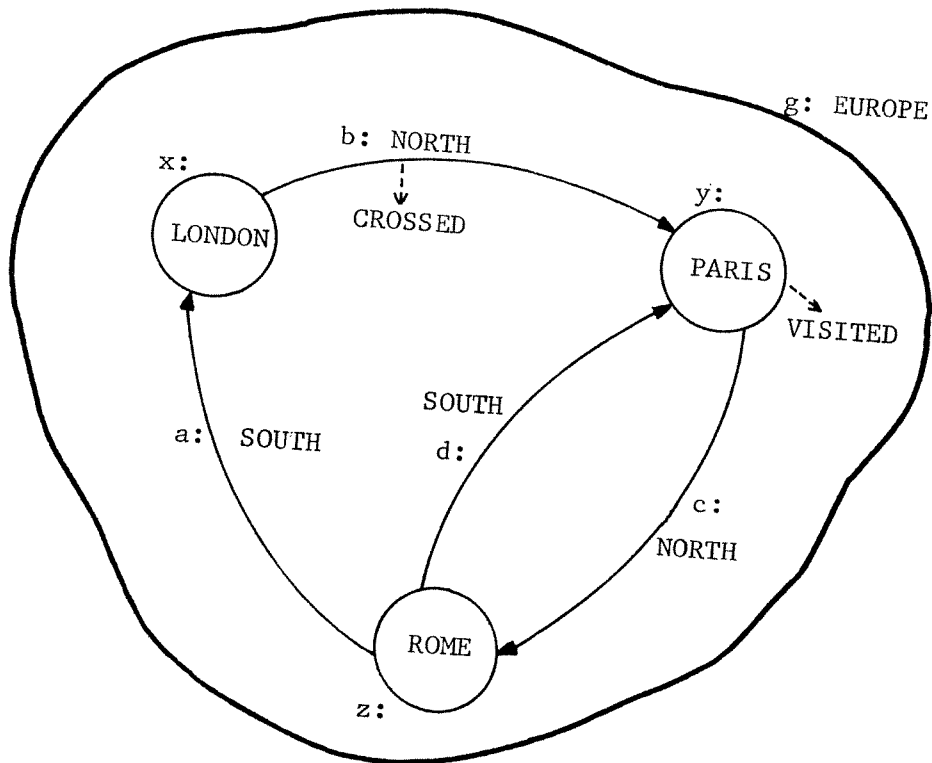 g: EUROPE
b: NORTH
x:
CROSSED
y:
LONDON
PARIS
VISITED
SOUTH
a: SOUTH
d:
c:
NORTH
ROME
z: